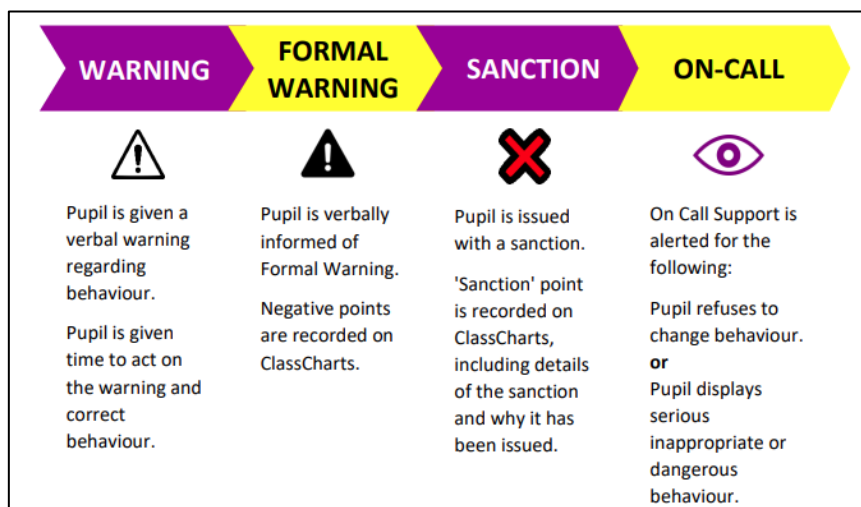 WARNING
FORMAL
WARNING
SANCTION
ON-CALL
Pupil is given a
verbal warning
regarding
behaviour.
Pupil is given
time to act on
the warning and
correct
behaviour.
Pupil is verbally
informed of
Formal Warning.
Negative points
are recorded on
ClassCharts.
Pupil is issued
with a sanction.
'Sanction' point
is recorded on
ClassCharts,
including details
of the sanction
and why it has
been issued.
On Call Support is
alerted for the
following:
Pupil refuses to
change behaviour.
or
Pupil displays
serious
inappropriate or
dangerous
behaviour.